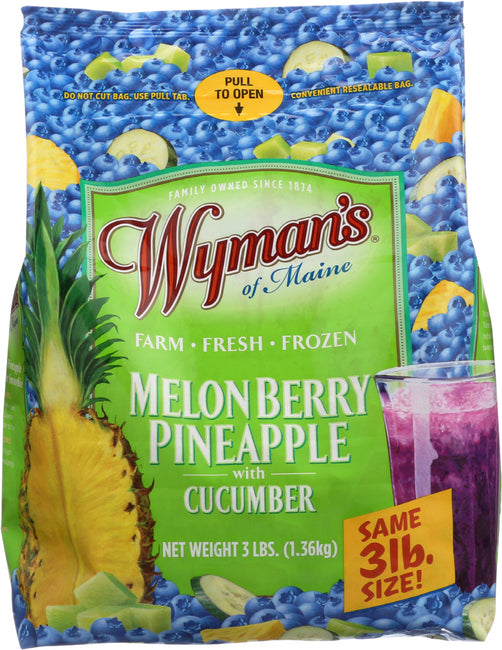 PULL
TO OPEN
DO NOT CUT BAG. USE PULL TAB.
CONVENIENT RESEALABLE BAG.
FAMILY OWNED SINCE 1874
Wyman's®
of Maine
FARM • FRESH • FROZEN
MELON BERRY
PINEAPPLE
with
CUCUMBER
NET WEIGHT 3 LBS. (1.36kg)
SAME
3lb.
SIZE!